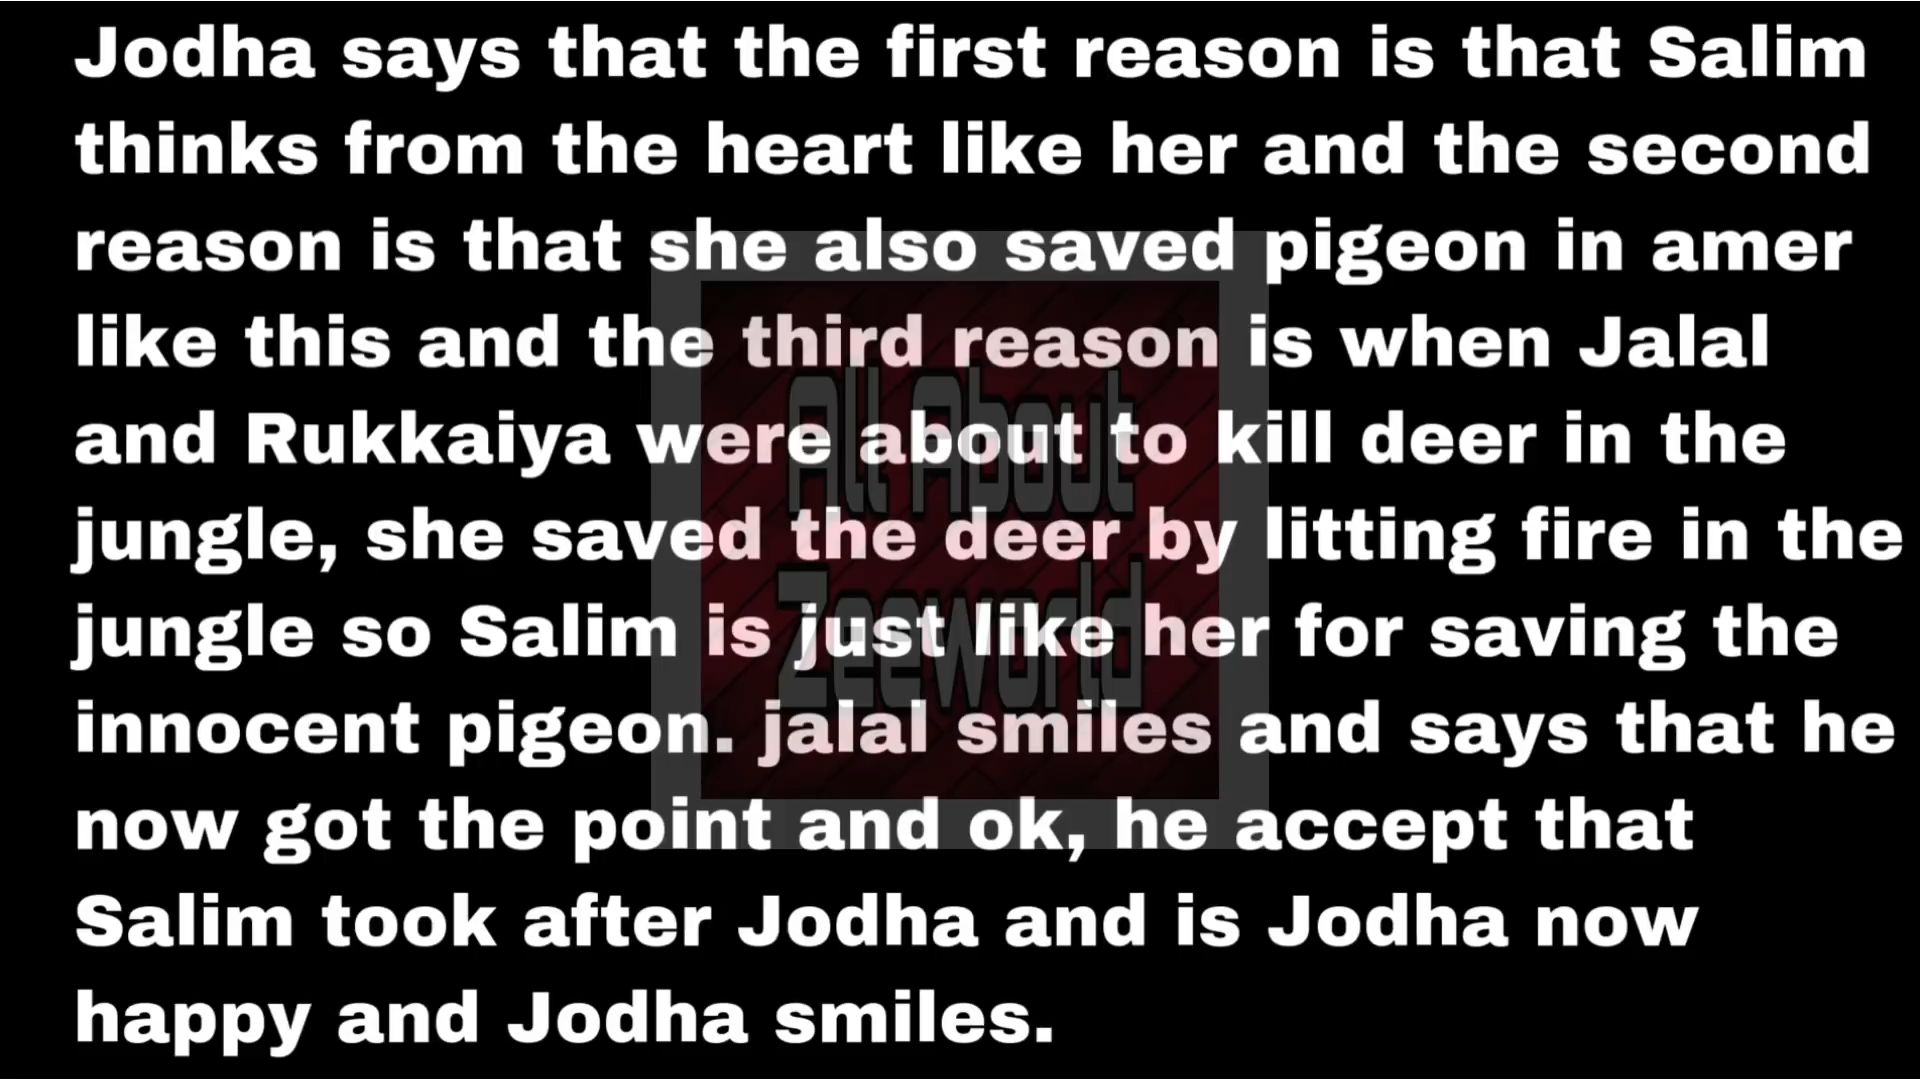 Jodha says that the first reason is that Salim
thinks from the heart like her and the second
reason is that she also saved pigeon in amer
like this and the third reason is when Jalal
and Rukkaiya were about to kill deer in the
jungle, she saved the deer by litting fire in the
jungle so Salim is just like her for saving the
innocent pigeon. jalal smiles and says that he
now got the point and ok, he accept that
Salim took after Jodha and is Jodha now
happy and Jodha smiles.
All About
Zeeworld